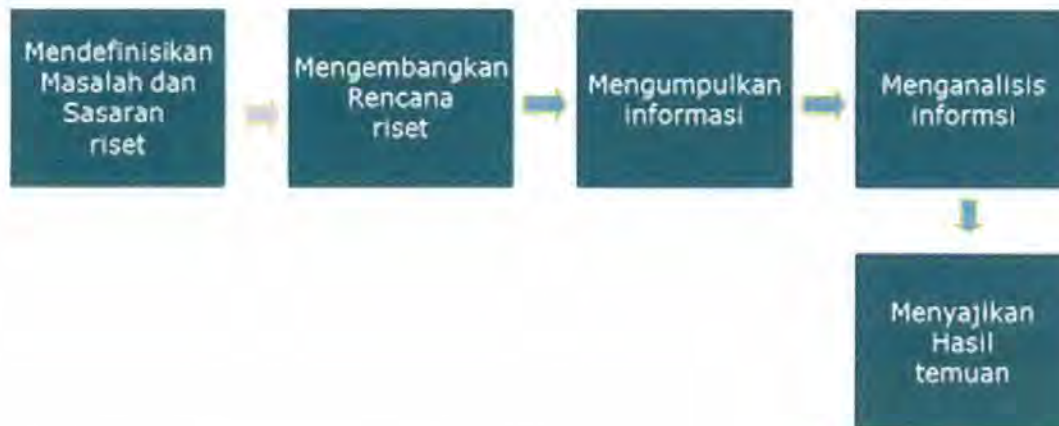 Mendefinisikan
Masalah dan
Sasaran
riset
Mengembangkan
Rencana
riset
Mengumpulkan
informasi
Menganalisis
informsi
Menyajikan
Hasil
temuan